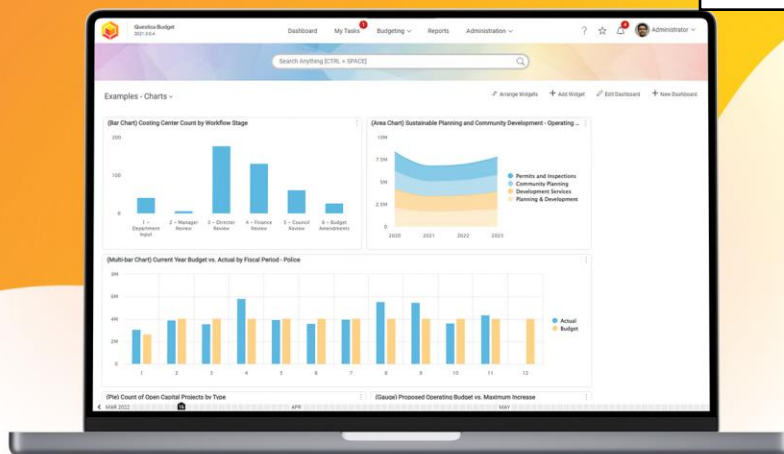 Questica Budget
2021.3.0.4
Dashboard
My Tasks
1
Budgeting
Reports
Administration
?
Administrator
Search Anything [CTRL + SPACE]
Examples - Charts
Arrange Widgets
+ Add Widget
Edit Dashboard
+ New Dashboard
(Bar Chart) Costing Center Count by Workflow Stage
200
100
0
1 – Department Input
2 – Manager Review
3 – Director Review
4 – Finance Review
5 – Council Review
6 – Budget Amendments
(Area Chart) Sustainable Planning and Community Development - Operating ...
10M
7.5M
5M
2.5M
0
2020 2021 2022 2023
Permits and Inspections
Community Planning
Development Services
Planning & Development
(Multi-bar Chart) Current Year Budget vs. Actual by Fiscal Period - Police
8M
6M
4M
2M
0
1 2 3 4 5 6 7 8 9 10 11 12
Actual
Budget
(Pie) Count of Open Capital Projects by Type
(Gauge) Proposed Operating Budget vs. Maximum Increase
MAR 2022
APR
MAY